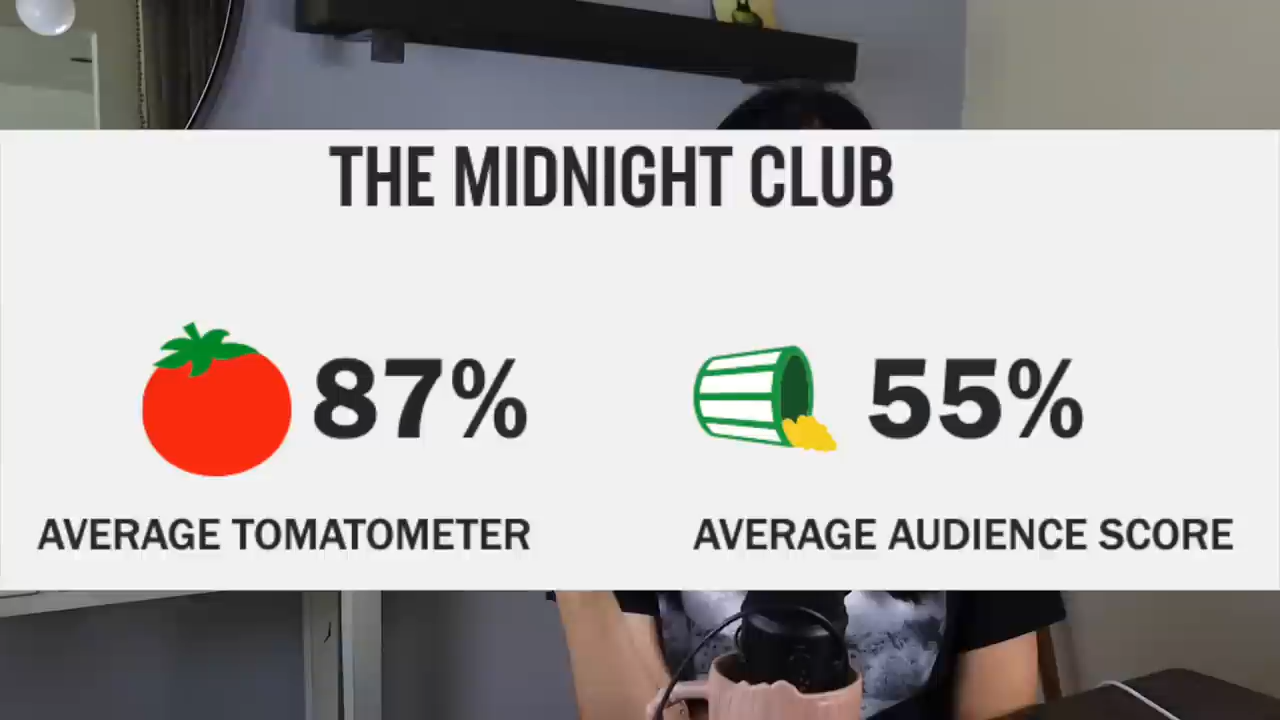 THE MIDNIGHT CLUB
87% 55%
AVERAGE TOMATOMETER AVERAGE AUDIENCE SCORE